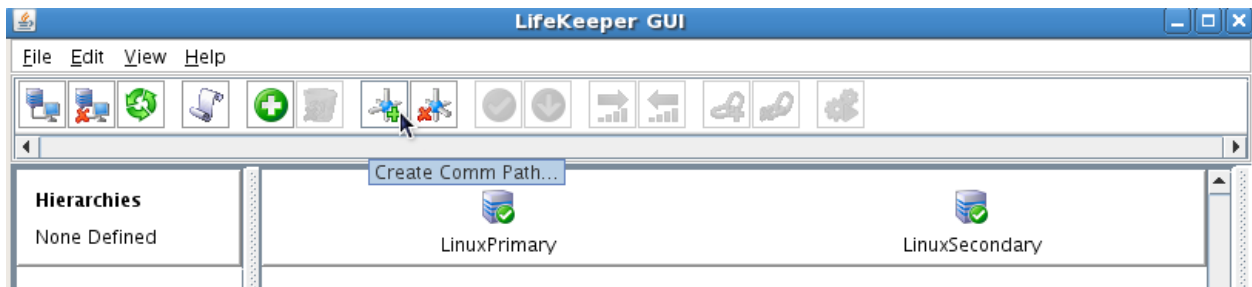 LifeKeeper GUI
File Edit View Help
Create Comm Path...
Hierarchies
None Defined
LinuxPrimary
LinuxSecondary